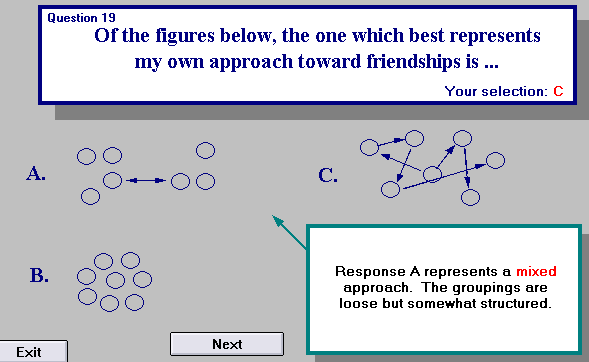 Question 19
Of the figures below, the one which best represents
my own approach toward friendships is ...
Your selection: C
A.
C.
B.
Response A represents a mixed
approach. The groupings are
loose but somewhat structured.
Exit
Next